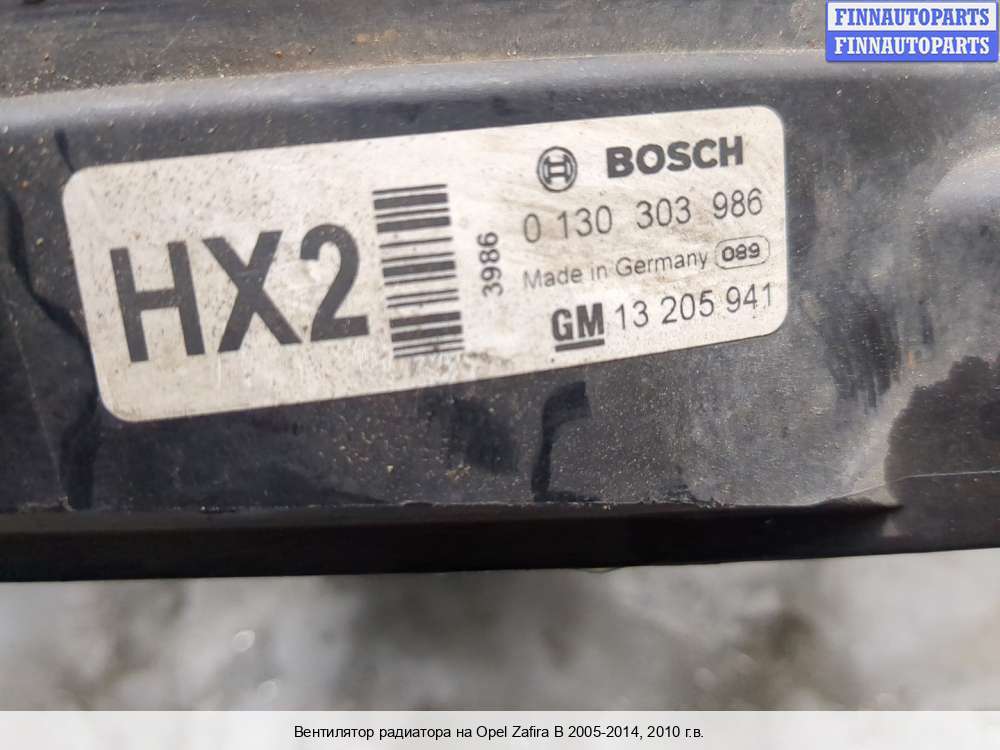 FINNAUTOPARTS
FINNAUTOPARTS
HX2
3986
BOSCH
0 130 303 986
Made in Germany 089
GM 13 205 941
Вентилятор радиатора на Opel Zafira B 2005-2014, 2010 г.в.